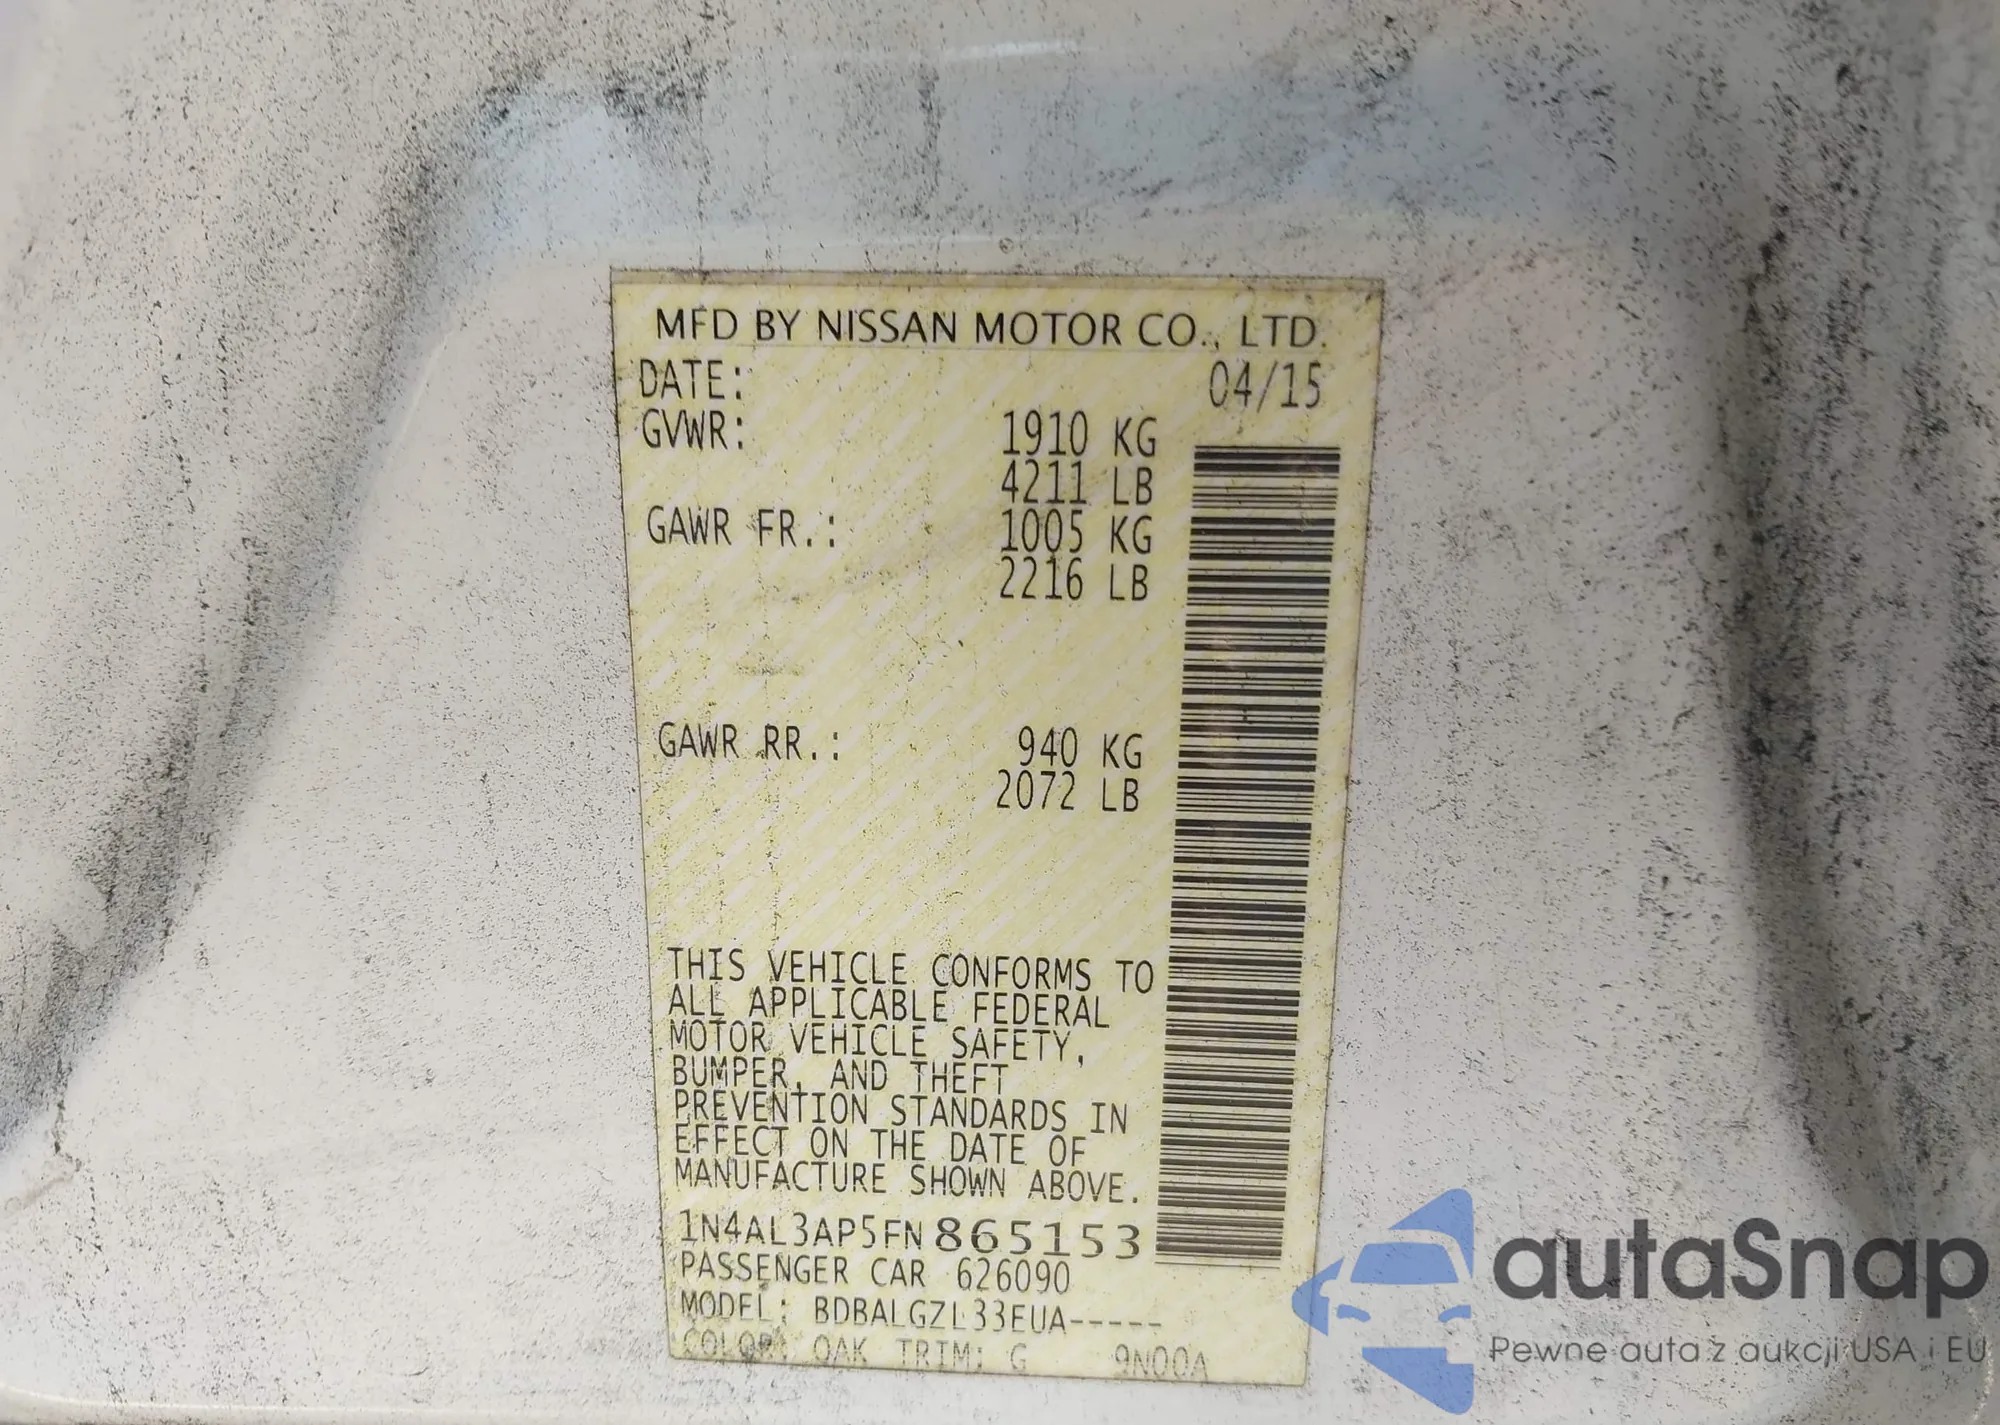 MFD BY NISSAN MOTOR CO., LTD.
DATE: 04/15
GVWR: 1910 KG
4211 LB
GAWR FR.: 1005 KG
2216 LB
GAWR RR.: 940 KG
2072 LB
THIS VEHICLE CONFORMS TO
ALL APPLICABLE FEDERAL
MOTOR VEHICLE SAFETY,
BUMPER, AND THEFT
PREVENTION STANDARDS IN
EFFECT ON THE DATE OF
MANUFACTURE SHOWN ABOVE.
1N4AL3AP5FN865153
PASSENGER CAR 626090
MODEL: BDBALGZL33EUA-----
COLOR: QAK TRIM: G 9N00A
autaSnap
Pewne auta z aukcji USA i EU